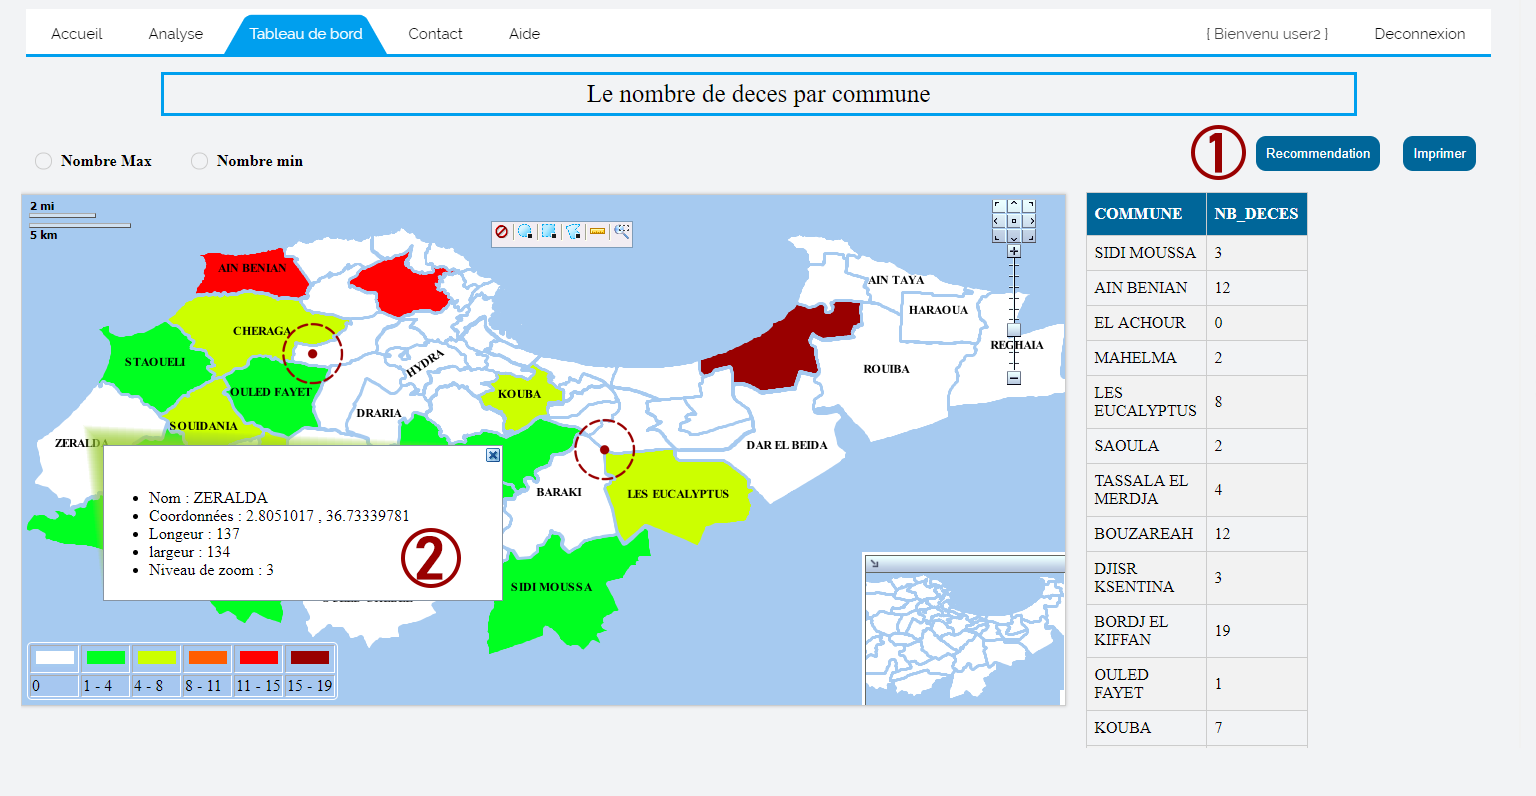 Accueil Analyse Tableau de bord Contact Aide { Bienvenu user2 } Deconnexion
Le nombre de deces par commune
Nombre Max Nombre min
1 Recommendation Imprimer
2 mi
5 km
AIN BENIAN
CHERAGA
STAOUELI
OULED FAYET
HYDRA
KOUBA
DRARIA
SOUIDANIA
ZERALDA
AIN TAYA
HARAOUA
REGHAIA
ROUIBA
DAR EL BEIDA
BARAKI
LES EUCALYPTUS
SIDI MOUSSA
Nom : ZERALDA
Coordonnées : 2.8051017 , 36.73339781
Longeur : 137
largeur : 134
Niveau de zoom : 3
2
0 1 - 4 4 - 8 8 - 11 11 - 15 15 - 19
COMMUNE NB_DECES
SIDI MOUSSA 3
AIN BENIAN 12
EL ACHOUR 0
MAHELMA 2
LES
EUCALYPTUS 8
SAOULA 2
TASSALA EL
MERDJA 4
BOUZAREAH 12
DJISR
KSENTINA 3
BORDJ EL
KIFFAN 19
OULED
FAYET 1
KOUBA 7